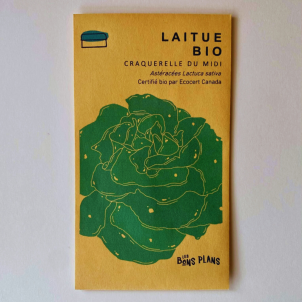 LAITUE
BIO
CRAQUERELLE DU MIDI
Astéracées Lactuca sativa
Certifié bio par Ecocert Canada
LES
BONS PLANS